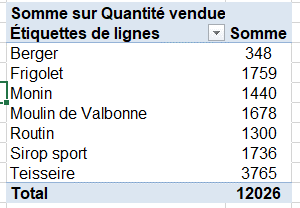 Somme sur Quantité vendue
Étiquettes de lignes Somme
Berger 348
Frigolet 1759
Monin 1440
Moulin de Valbonne 1678
Routin 1300
Sirop sport 1736
Teisseire 3765
Total 12026